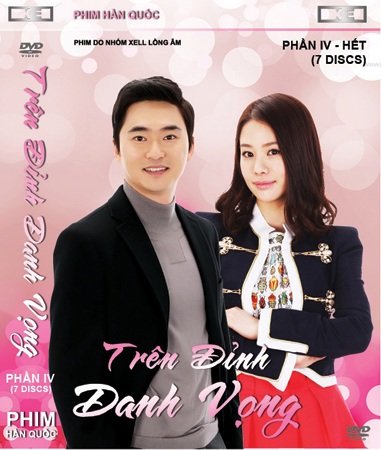 PHIM HÀN QUỐC
PHIM DO NHÓM XELL LỒNG ÂM
PHẦN IV - HẾT
(7 DISCS)
DVD
VIDEO
Trên Đỉnh Danh Vọng
PHẦN IV
(7 DISCS)
PHIM
HÀN QUỐC
Trên Đỉnh
Danh Vọng
DVD